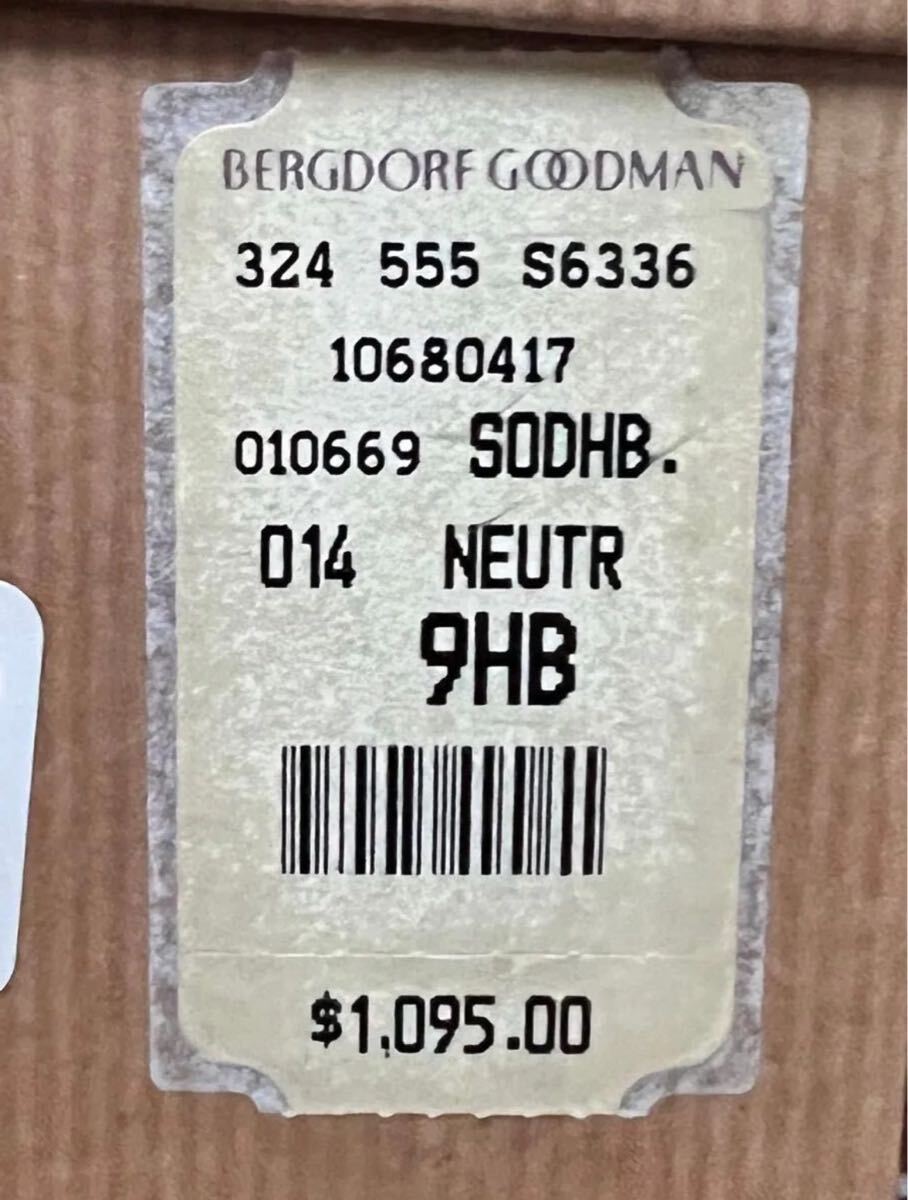 BERGDORF GOODMAN
324 555 S6336
10680417
010669 SODHB.
014 NEUTR
9HB
$1,095.00